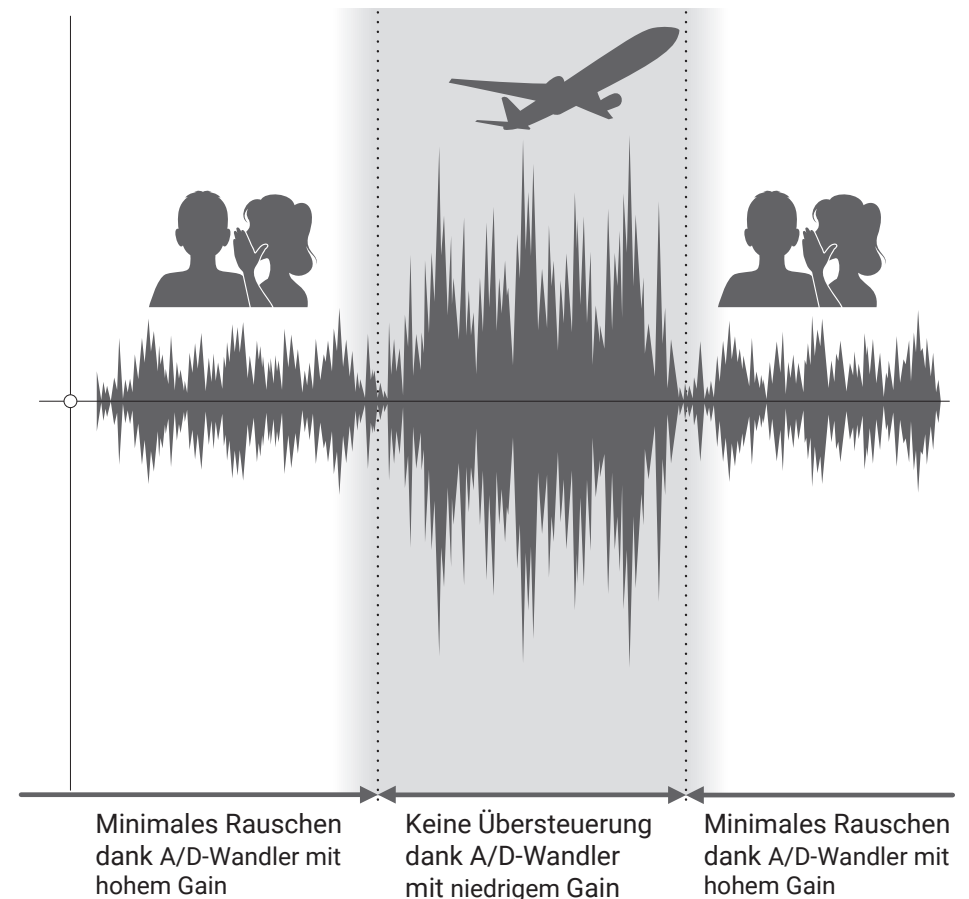 Minimales Rauschen
dank A/D-Wandler mit
hohem Gain
Keine Übersteuerung
dank A/D-Wandler
mit niedrigem Gain
Minimales Rauschen
dank A/D-Wandler mit
hohem Gain